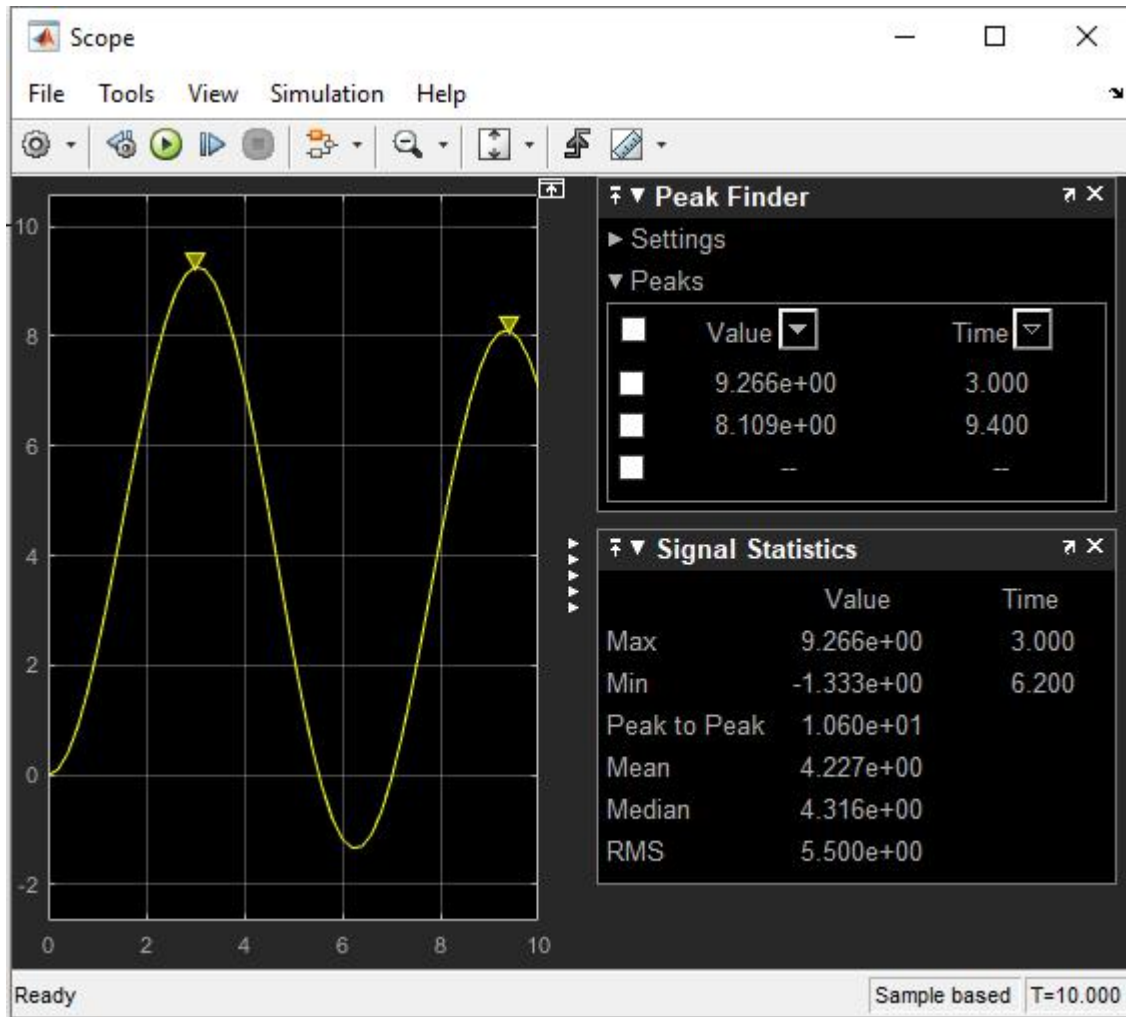 Scope
File Tools View Simulation Help
10
8
6
4
2
0
-2
0 2 4 6 8 10
Peak Finder
Settings
Peaks
Value Time
9.266e+00 3.000
8.109e+00 9.400
-- --
Signal Statistics
Value Time
Max 9.266e+00 3.000
Min -1.333e+00 6.200
Peak to Peak 1.060e+01
Mean 4.227e+00
Median 4.316e+00
RMS 5.500e+00
Ready Sample based T=10.000